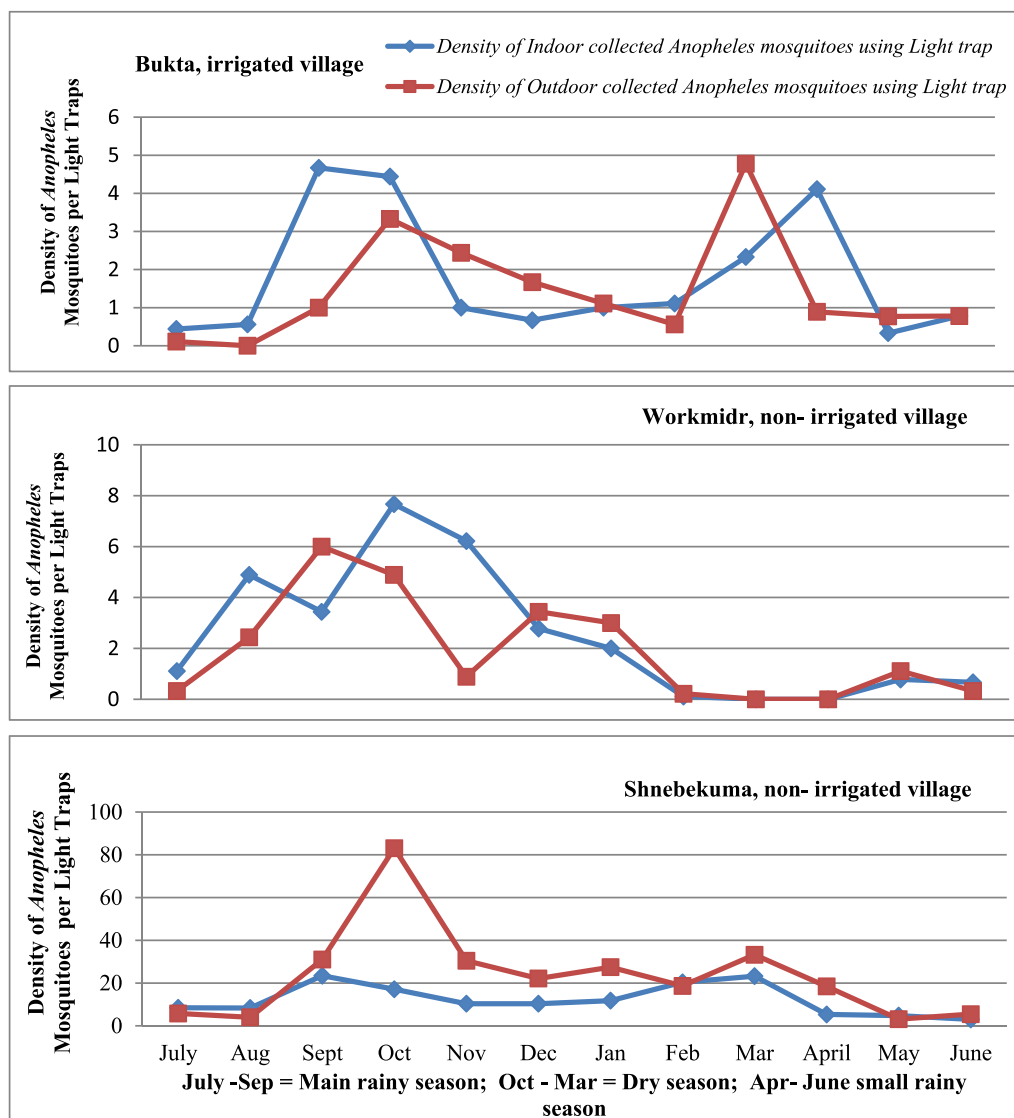 Density of Indoor collected Anopheles mosquitoes using Light trap
Bukta, irrigated village
Density of Outdoor collected Anopheles mosquitoes using Light trap
Density of Anopheles
Mosquitoes per Light Traps
6
5
4
3
2
1
0
Workmidr, non- irrigated village
Density of Anopheles
Mosquitoes per Light Traps
10
8
6
4
2
0
Shnebekuma, non- irrigated village
Density of Anopheles
Mosquitoes per Light Traps
100
80
60
40
20
0
July Aug Sept Oct Nov Dec Jan Feb Mar April May June
July -Sep = Main rainy season; Oct - Mar = Dry season; Apr- June small rainy
season